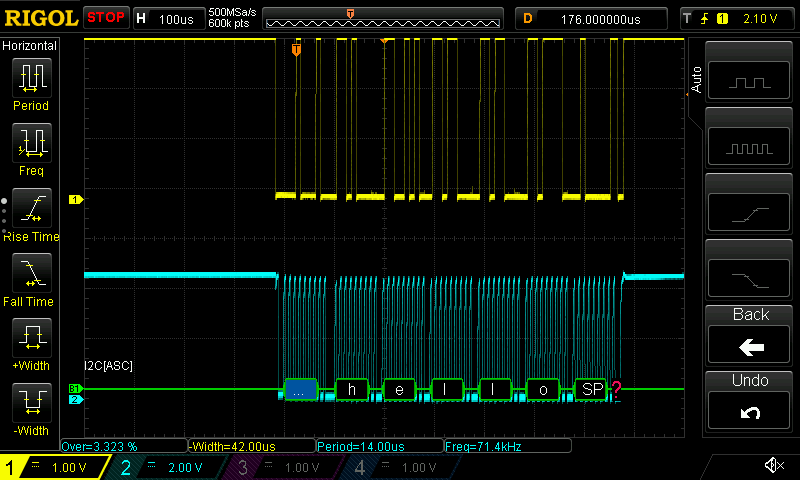 RIGOL STOP H 100us 500MSa/s 600k pts T D 176.000000us T 1 2.10 V
Horizontal
Period
Freq
Rise Time
Fall Time
+Width
-Width
T
1
I2C[ASC]
B1 ... h e l l o SP ?
2
Auto
Back
Undo
Over=3.323 % -Width=42.00us Period=14.00us Freq=71.4kHz
1 1.00 V 2 2.00 V 3 1.00 V 4 1.00 V